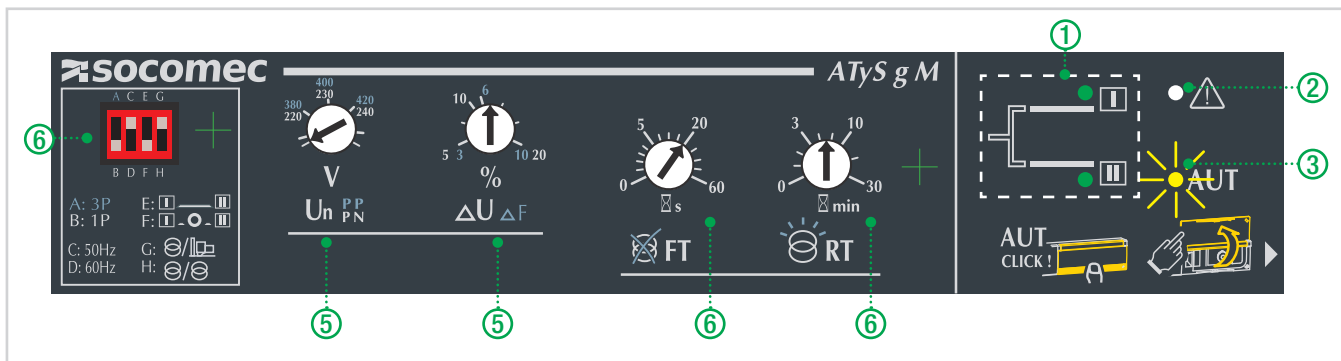 socomec
ATyS g M
1
2
3
6
A C E G
B D F H
A: 3P
B: 1P
C: 50Hz
D: 60Hz
E: I II
F: I - O - II
G: /
H: /
380 400 420
220 230 240
V
Un PP PN
10 6
5 3 10 20
%
ΔU ΔF
5 20
0 60
s
FT
3 10
0 30
min
RT
I
II
AUT
AUT
CLICK !
5
5
6
6